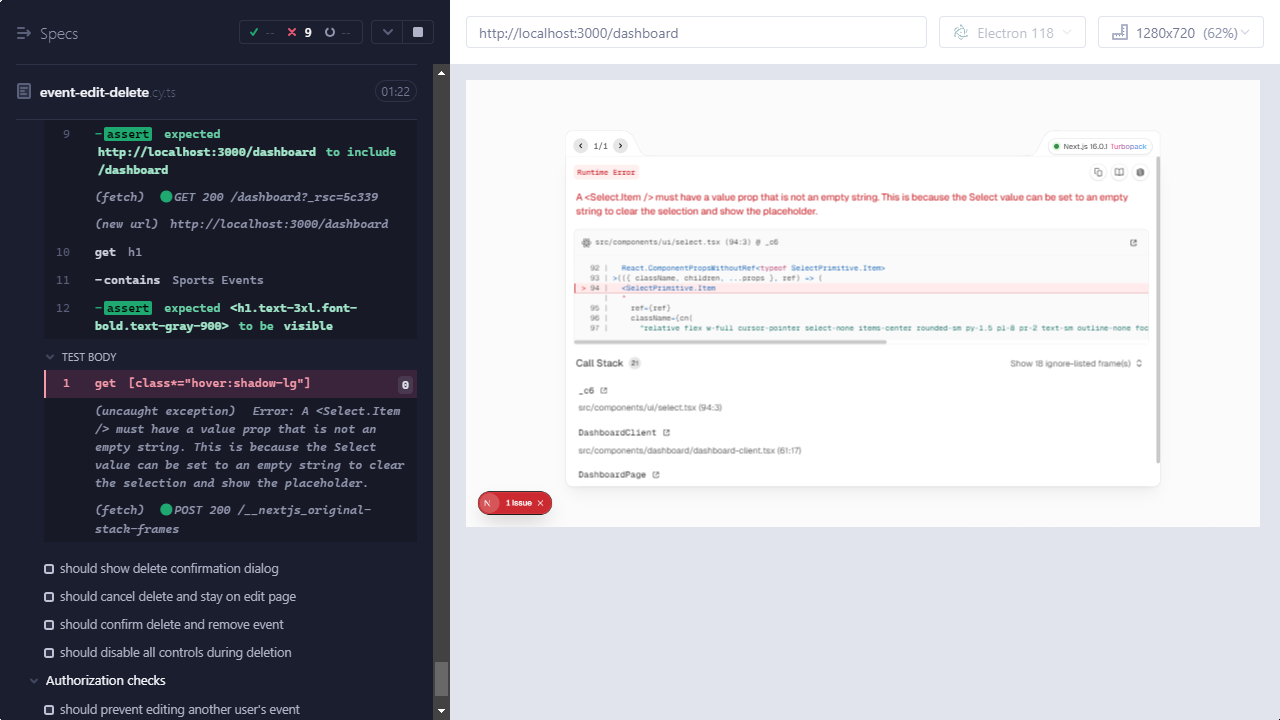 Specs
-- 9 --
event-edit-delete.cy.ts
01:22
9 -assert expected
http://localhost:3000/dashboard to include
/dashboard
(fetch) GET 200 /dashboard?_rsc=5c339
(new url) http://localhost:3000/dashboard
10 get h1
11 -contains Sports Events
12 -assert expected <h1.text-3xl.font-
bold.text-gray-900> to be visible
TEST BODY
1 get [class*="hover:shadow-lg"] 0
(uncaught exception) Error: A <Select.Item
/> must have a value prop that is not an
empty string. This is because the Select
value can be set to an empty string to clear
the selection and show the placeholder.
(fetch) POST 200 /__nextjs_original-
stack-frames
should show delete confirmation dialog
should cancel delete and stay on edit page
should confirm delete and remove event
should disable all controls during deletion
Authorization checks
should prevent editing another user's event
http://localhost:3000/dashboard
Electron 118
1280x720 (62%)
1/1
Next.js 16.0.1 Turbopack
Runtime Error
A <Select.Item /> must have a value prop that is not an empty string. This is because the Select value can be set to an empty
string to clear the selection and show the placeholder.
src/components/ui/select.tsx (94:3) @ _c6
92 | React.ComponentPropsWithoutRef<typeof SelectPrimitive.Item>
93 | >(({ className, children, ...props }, ref) => (
> 94 | <SelectPrimitive.Item
| ^
95 | ref={ref}
96 | className={cn(
97 | "relative flex w-full cursor-pointer select-none items-center rounded-sm py-1.5 pl-8 pr-2 text-sm outline-none foc
Call Stack 21
Show 18 ignore-listed frame(s)
_c6
src/components/ui/select.tsx (94:3)
DashboardClient
src/components/dashboard/dashboard-client.tsx (61:17)
DashboardPage
N 1 Issue